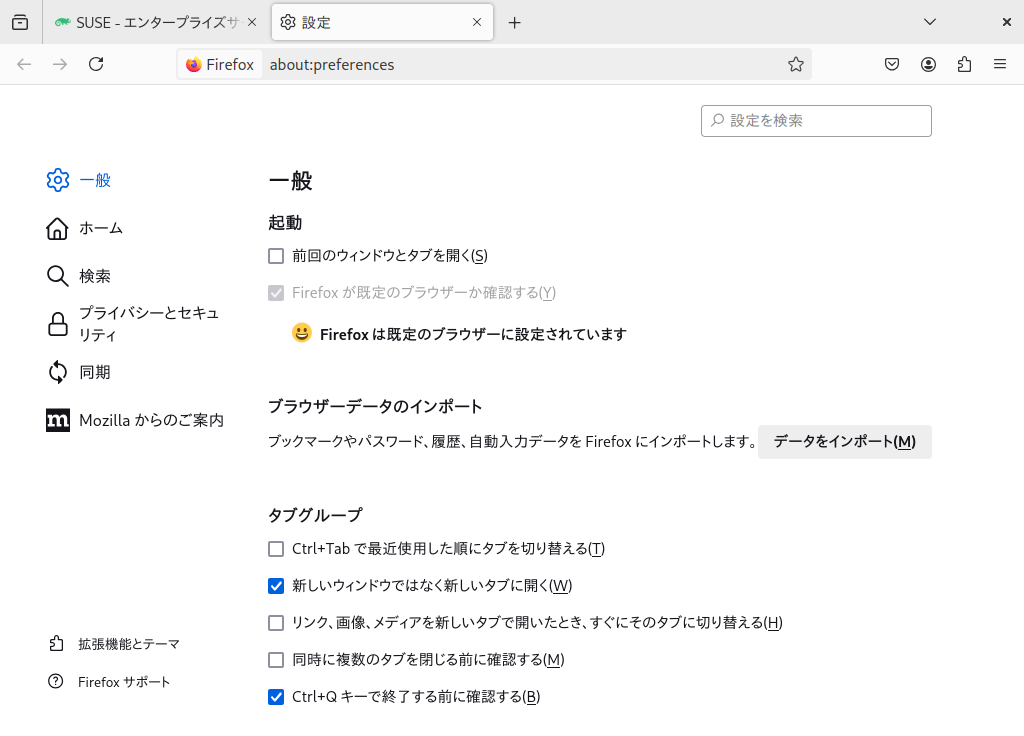 SUSE - エンタープライズサ
設定
Firefox
about:preferences
設定を検索
一般
ホーム
検索
プライバシーとセキュ
リティ
同期
Mozilla からのご案内
拡張機能とテーマ
Firefox サポート
一般
起動
前回のウィンドウとタブを開く(S)
Firefox が既定のブラウザーか確認する(Y)
Firefox は既定のブラウザーに設定されています
ブラウザーデータのインポート
ブックマークやパスワード、履歴、自動入力データを Firefox にインポートします。
データをインポート(M)
タブグループ
Ctrl+Tab で最近使用した順にタブを切り替える(T)
新しいウィンドウではなく新しいタブに開く(W)
リンク、画像、メディアを新しいタブで開いたとき、すぐにそのタブに切り替える(H)
同時に複数のタブを閉じる前に確認する(M)
Ctrl+Q キーで終了する前に確認する(B)